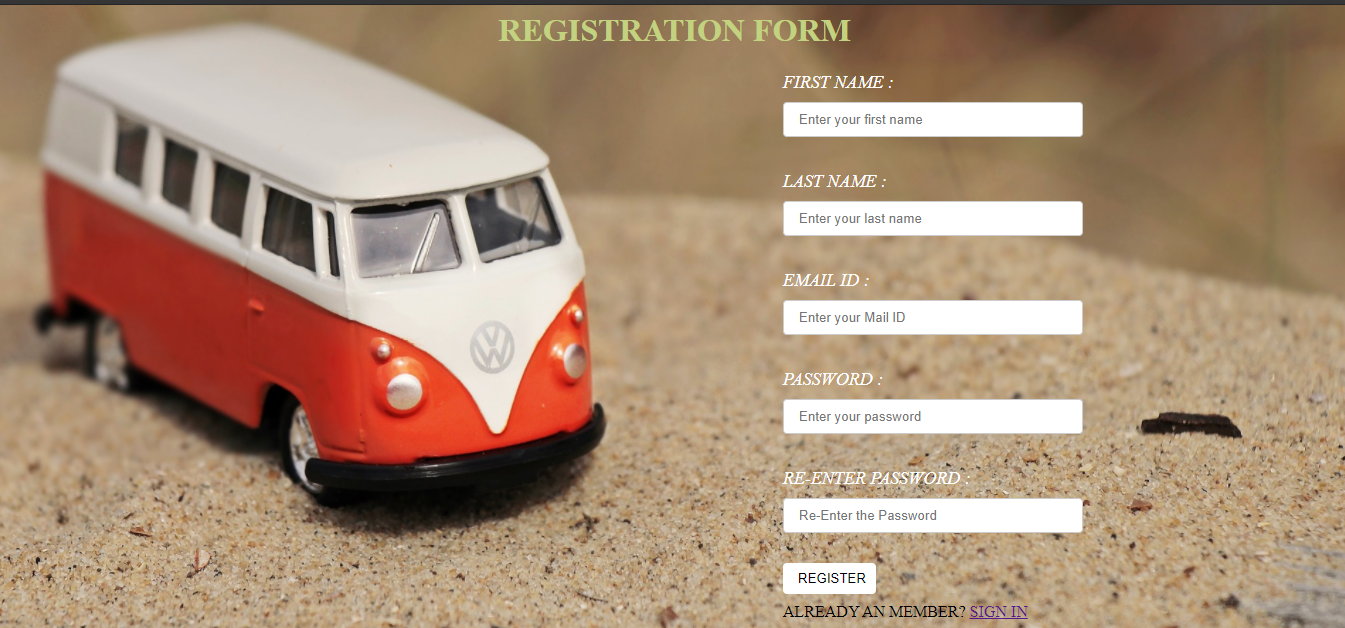 REGISTRATION FORM
FIRST NAME :
Enter your first name
LAST NAME :
Enter your last name
EMAIL ID :
Enter your Mail ID
PASSWORD :
Enter your password
RE-ENTER PASSWORD :
Re-Enter the Password
REGISTER
ALREADY AN MEMBER? SIGN IN